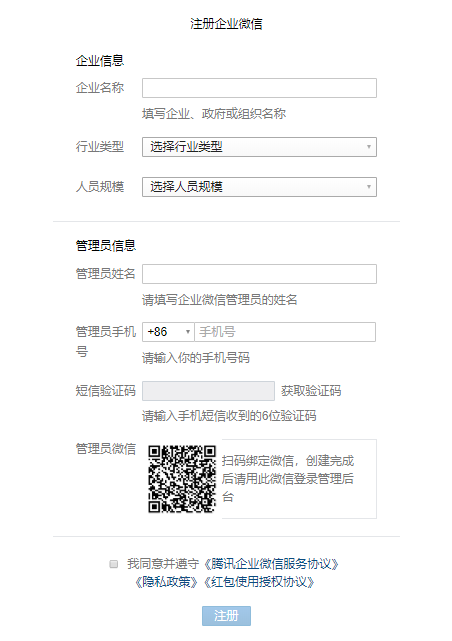 注册企业微信
企业信息
企业名称
填写企业、政府或组织名称
行业类型 选择行业类型
人员规模 选择人员规模
管理员信息
管理员姓名
请填写企业微信管理员的姓名
管理员手机号 +86 手机号
请输入你的手机号码
短信验证码 获取验证码
请输入手机短信收到的6位验证码
管理员微信
扫码绑定微信，创建完成
后请用此微信登录管理后
台
我同意并遵守《腾讯企业微信服务协议》
《隐私政策》《红包使用授权协议》
注册